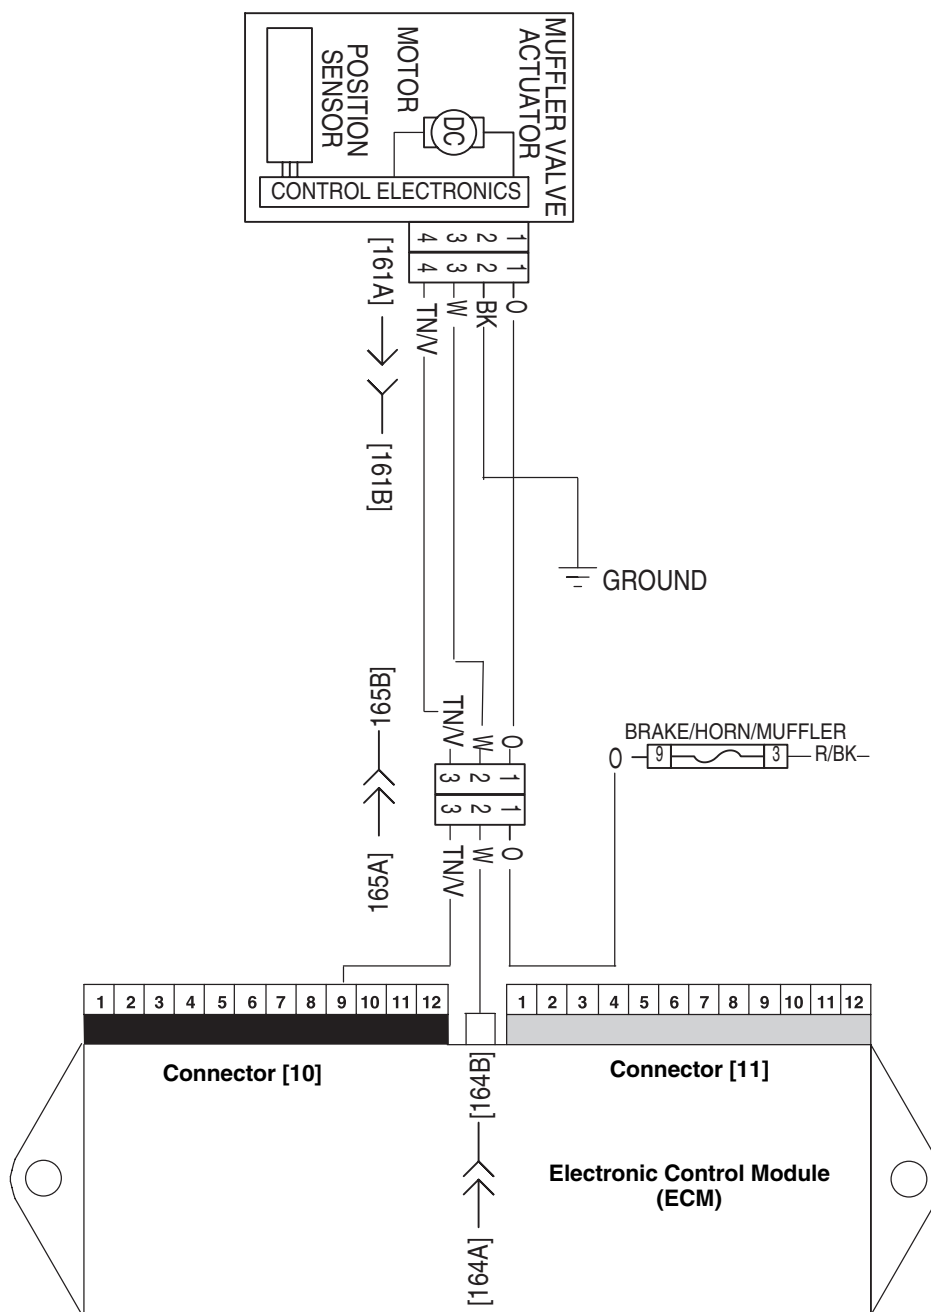 MUFFLER VALVE
ACTUATOR
MOTOR
DC
POSITION
SENSOR
CONTROL ELECTRONICS
4 3 2 1
4 3 2 1
[161A]
TN/V W BK O
[161B]
GROUND
165B]
TN/V W O
BRAKE/HORN/MUFFLER
O 9 3 R/BK
3 2 1
3 2 1
165A]
TN/V W O
1 2 3 4 5 6 7 8 9 10 11 12
1 2 3 4 5 6 7 8 9 10 11 12
Connector [10]
[164B]
Connector [11]
Electronic Control Module
(ECM)
[164A]